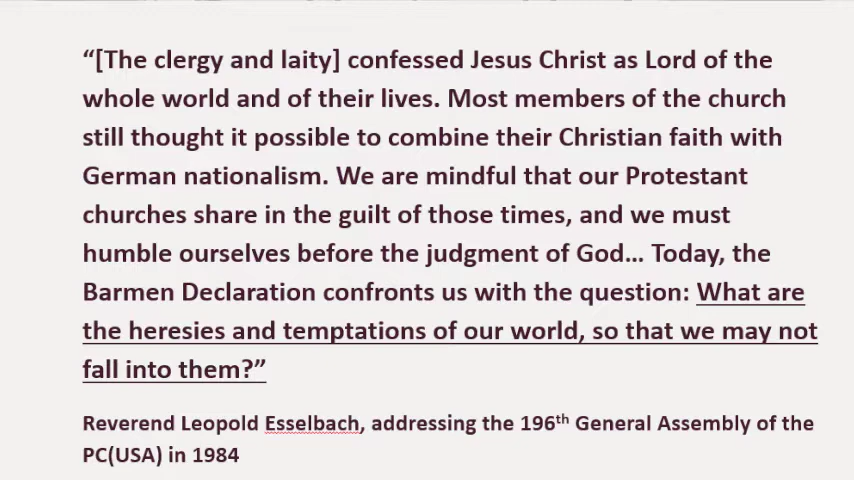 “[The clergy and laity] confessed Jesus Christ as Lord of the
whole world and of their lives. Most members of the church
still thought it possible to combine their Christian faith with
German nationalism. We are mindful that our Protestant
churches share in the guilt of those times, and we must
humble ourselves before the judgment of God... Today, the
Barmen Declaration confronts us with the question: What are
the heresies and temptations of our world, so that we may not
fall into them?”
Reverend Leopold Esselbach, addressing the 196th General Assembly of the
PC(USA) in 1984